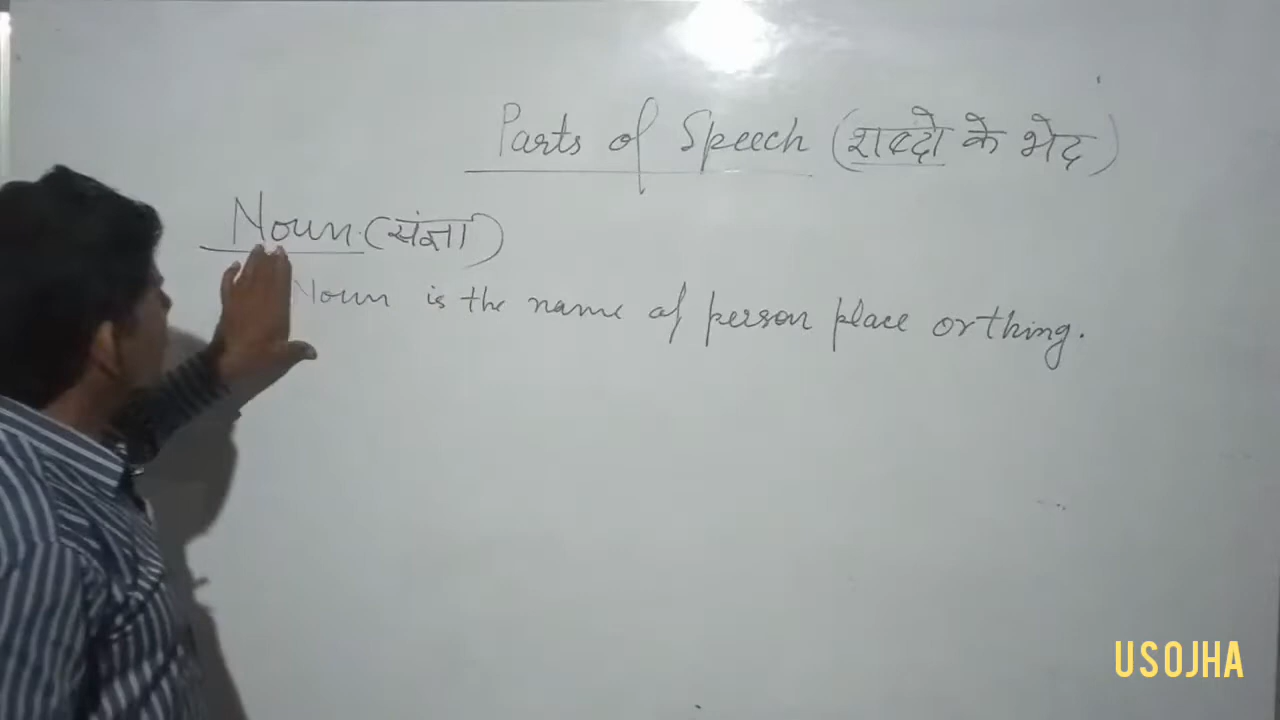 Parts of Speech (शब्दो के भेद)
Noun (संज्ञा)
Noun is the name of person place or thing.
USOJHA